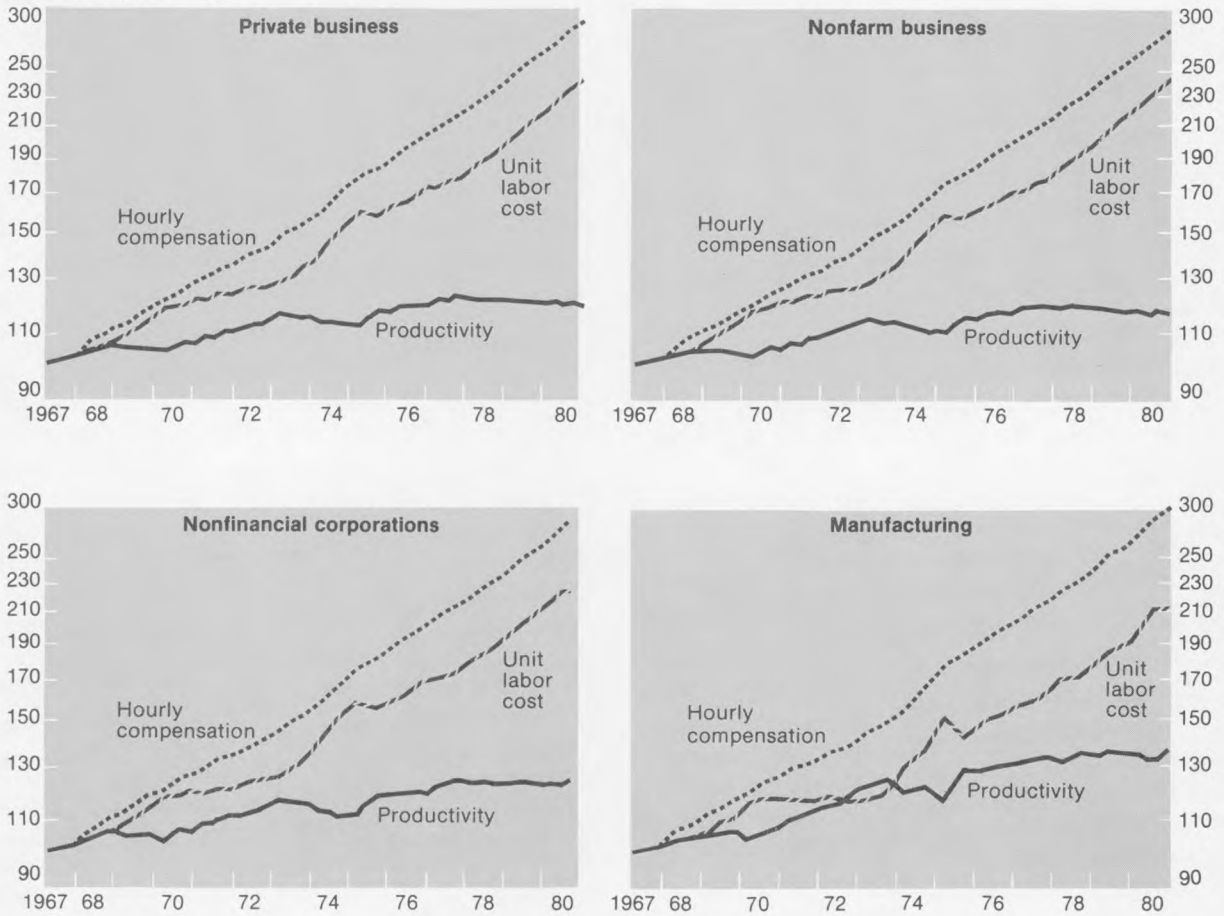 Private business
300
250
230
210
190
170
150
130
110
90
Hourly
compensation
Unit
labor
cost
Productivity
1967 68 70 72 74 76 78 80
Nonfarm business
300
250
230
210
190
170
150
130
110
90
Hourly
compensation
Unit
labor
cost
Productivity
1967 68 70 72 74 76 78 80
Nonfinancial corporations
300
250
230
210
190
170
150
130
110
90
Hourly
compensation
Unit
labor
cost
Productivity
1967 68 70 72 74 76 78 80
Manufacturing
300
250
230
210
190
170
150
130
110
90
Hourly
compensation
Unit
labor
cost
Productivity
1967 68 70 72 74 76 78 80